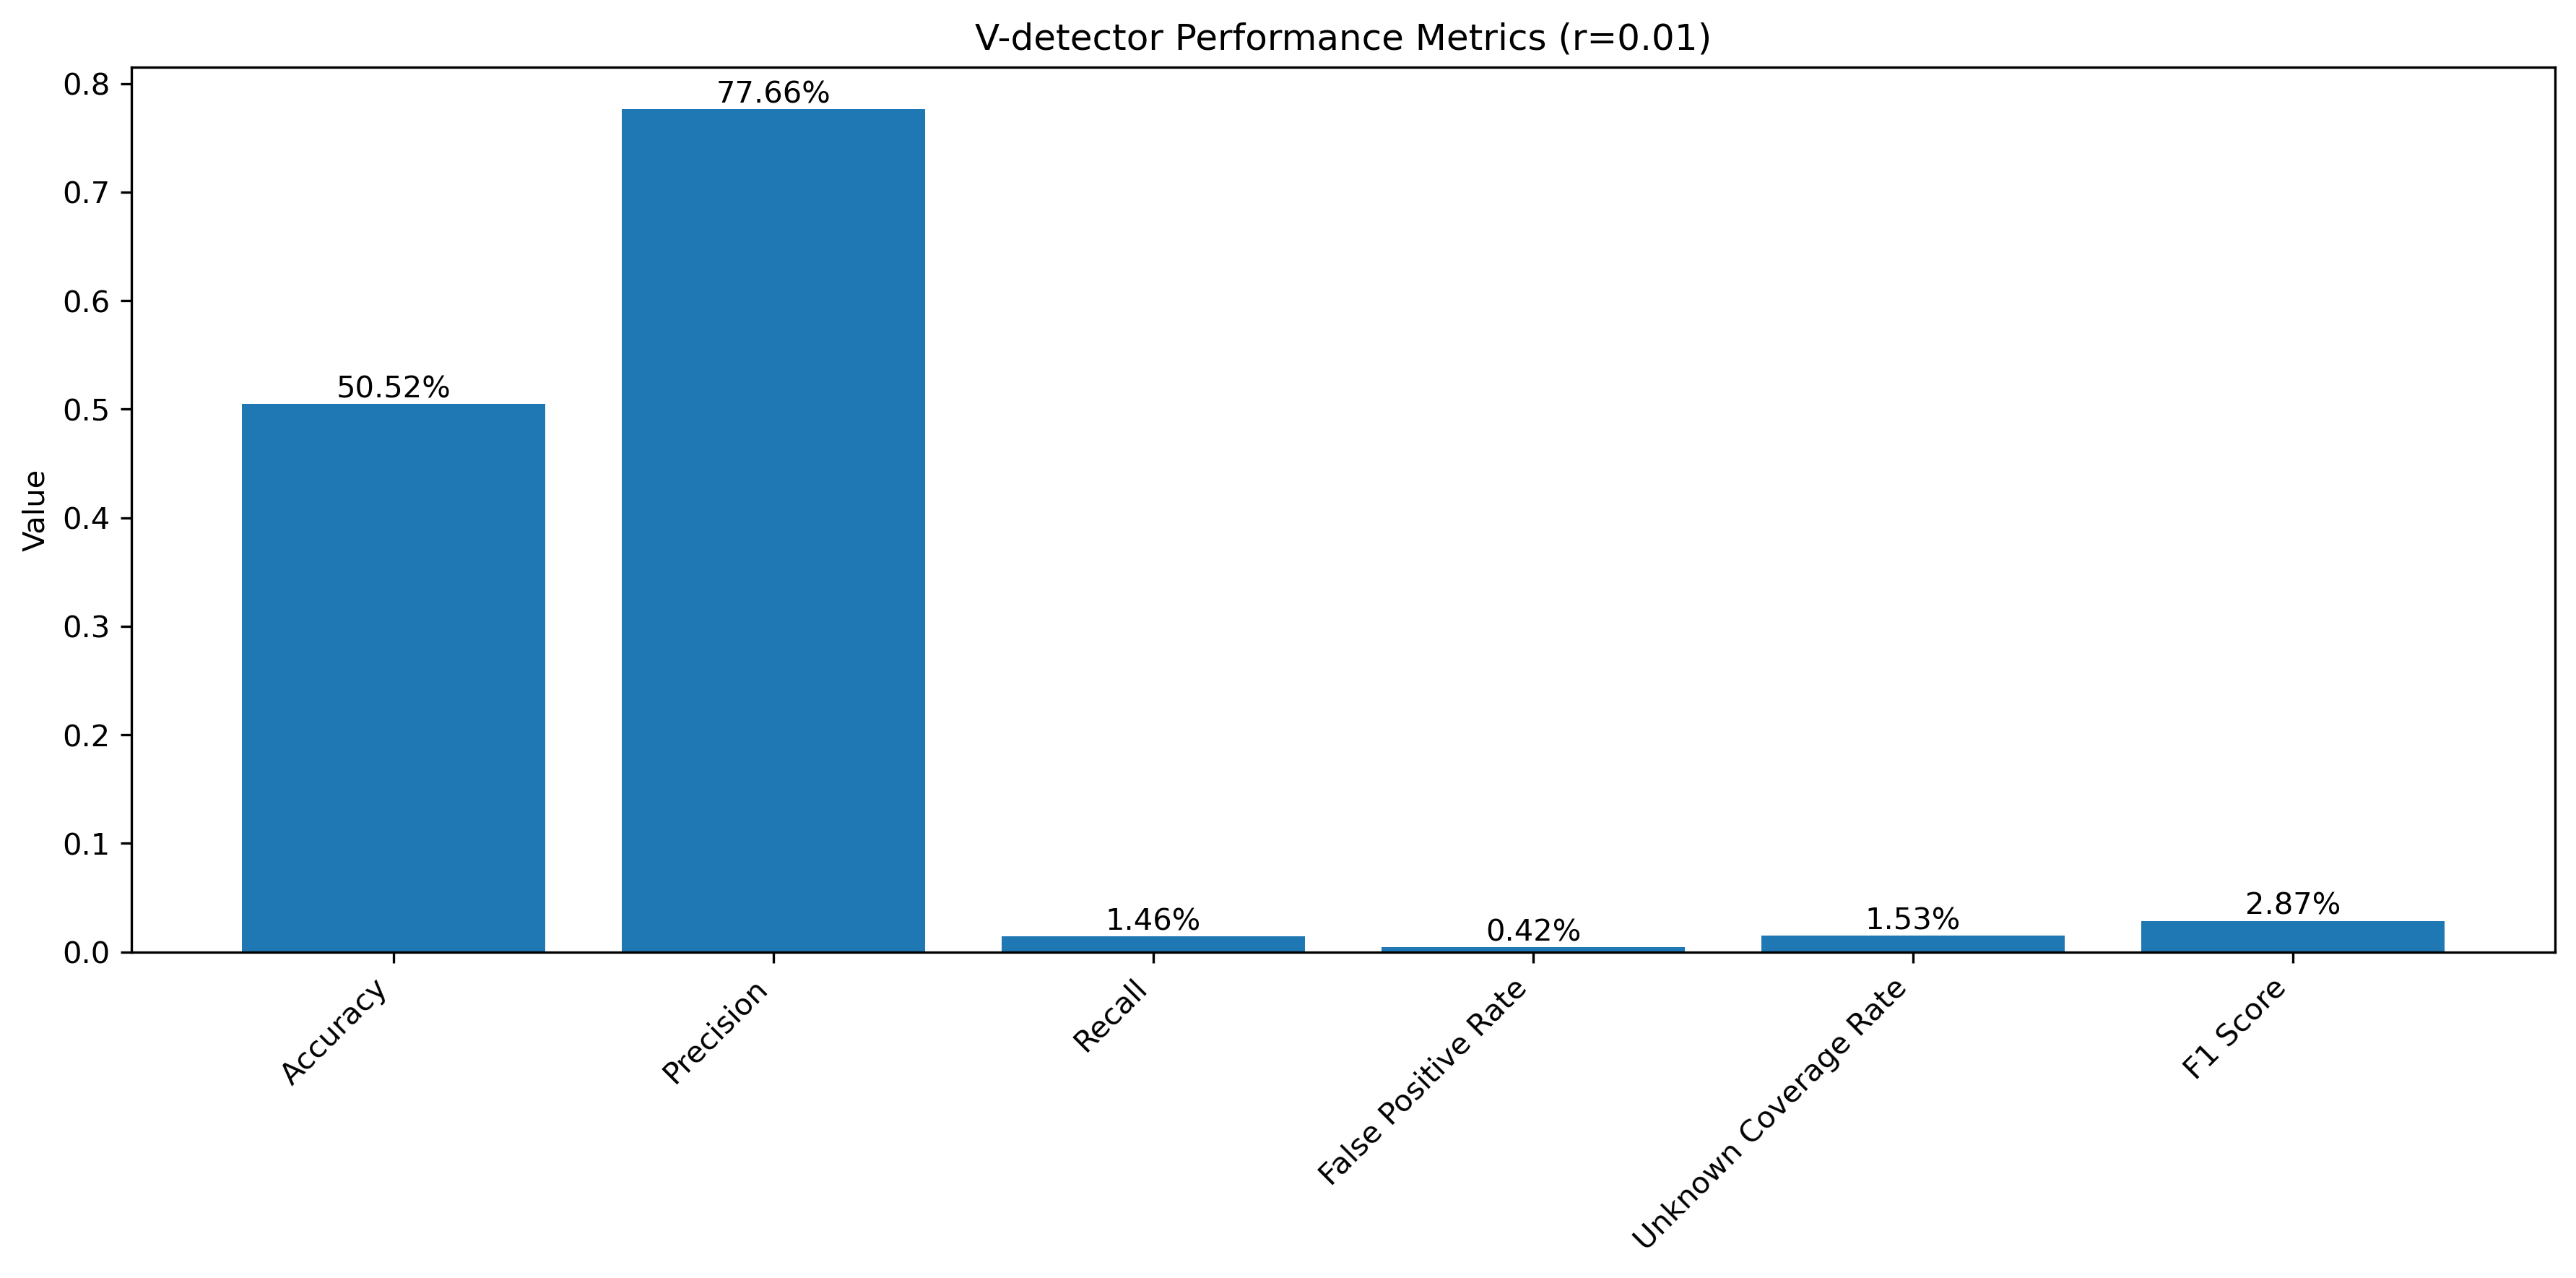 V-detector Performance Metrics (r=0.01)
Value
0.8
0.7
0.6
0.5
0.4
0.3
0.2
0.1
0.0
50.52%
77.66%
1.46%
0.42%
1.53%
2.87%
Accuracy
Precision
Recall
False Positive Rate
Unknown Coverage Rate
F1 Score